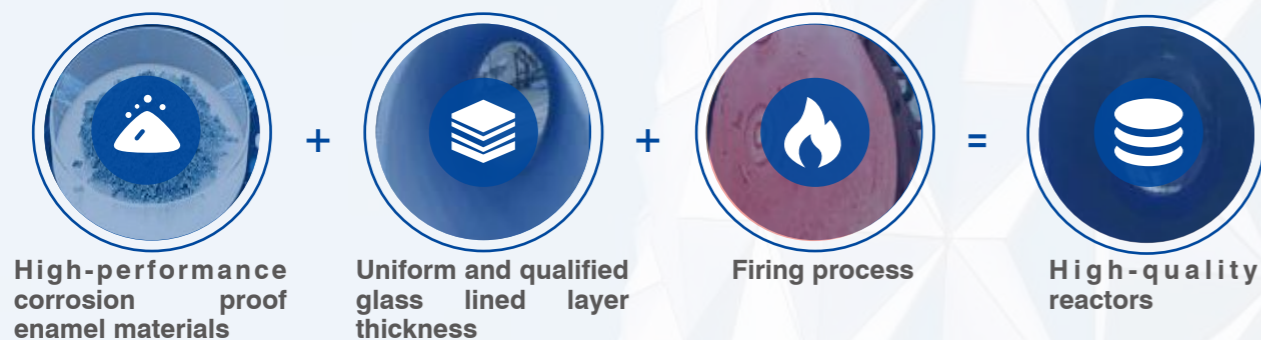 + + =
High-performance
corrosion proof
enamel materials
Uniform and qualified
glass lined layer
thickness
Firing process
High-quality
reactors